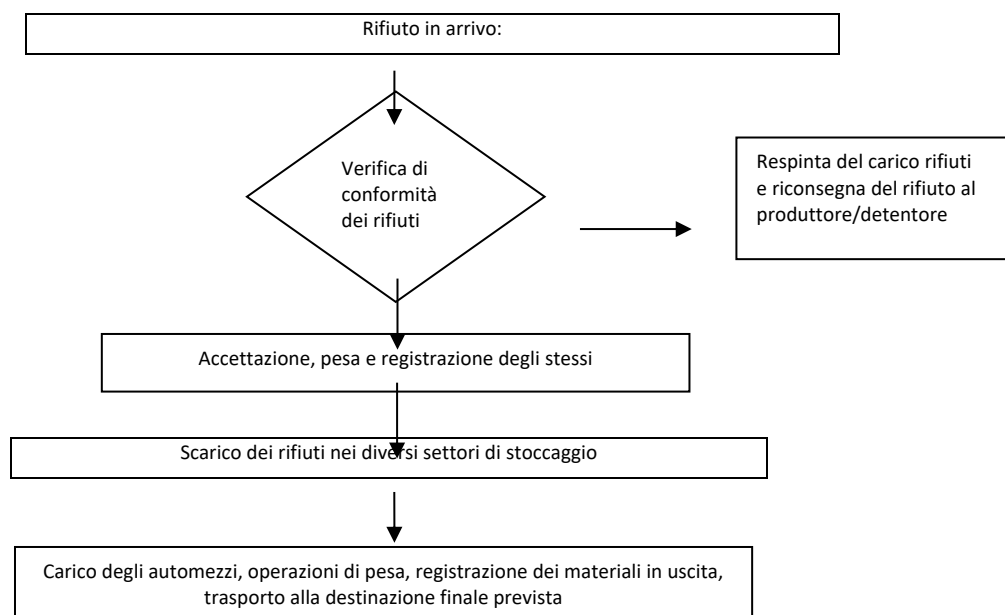 Rifiuto in arrivo:
Verifica di
conformità
dei rifiuti
Respinta del carico rifiuti
e riconsegna del rifiuto al
produttore/detentore
Accettazione, pesa e registrazione degli stessi
Scarico dei rifiuti nei diversi settori di stoccaggio
Carico degli automezzi, operazioni di pesa, registrazione dei materiali in uscita,
trasporto alla destinazione finale prevista